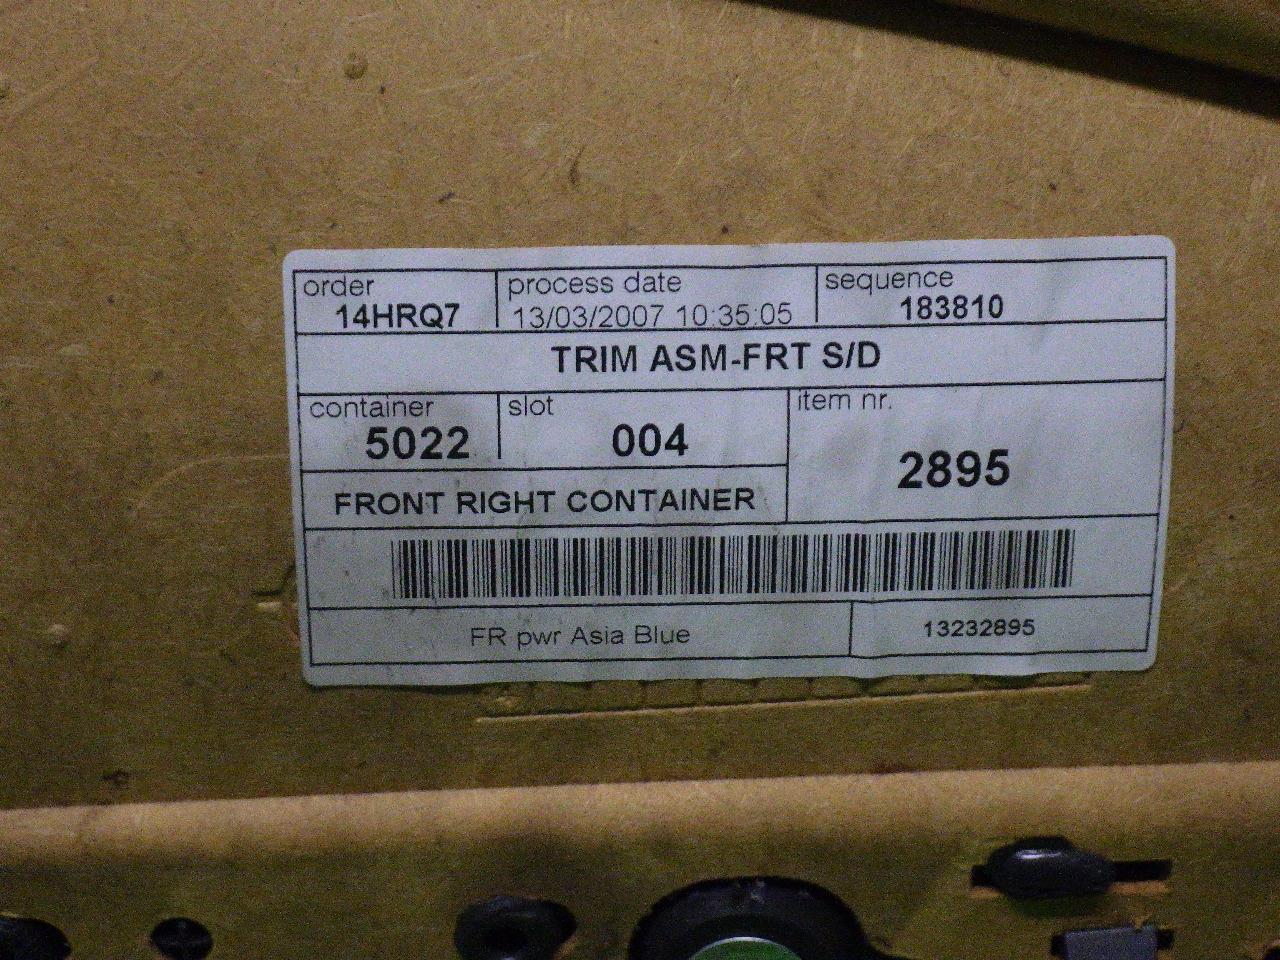 order
14HRQ7
process date
13/03/2007 10:35:05
sequence
183810
TRIM ASM-FRT S/D
container
5022
slot
004
item nr.
2895
FRONT RIGHT CONTAINER
FR pwr Asia Blue
13232895